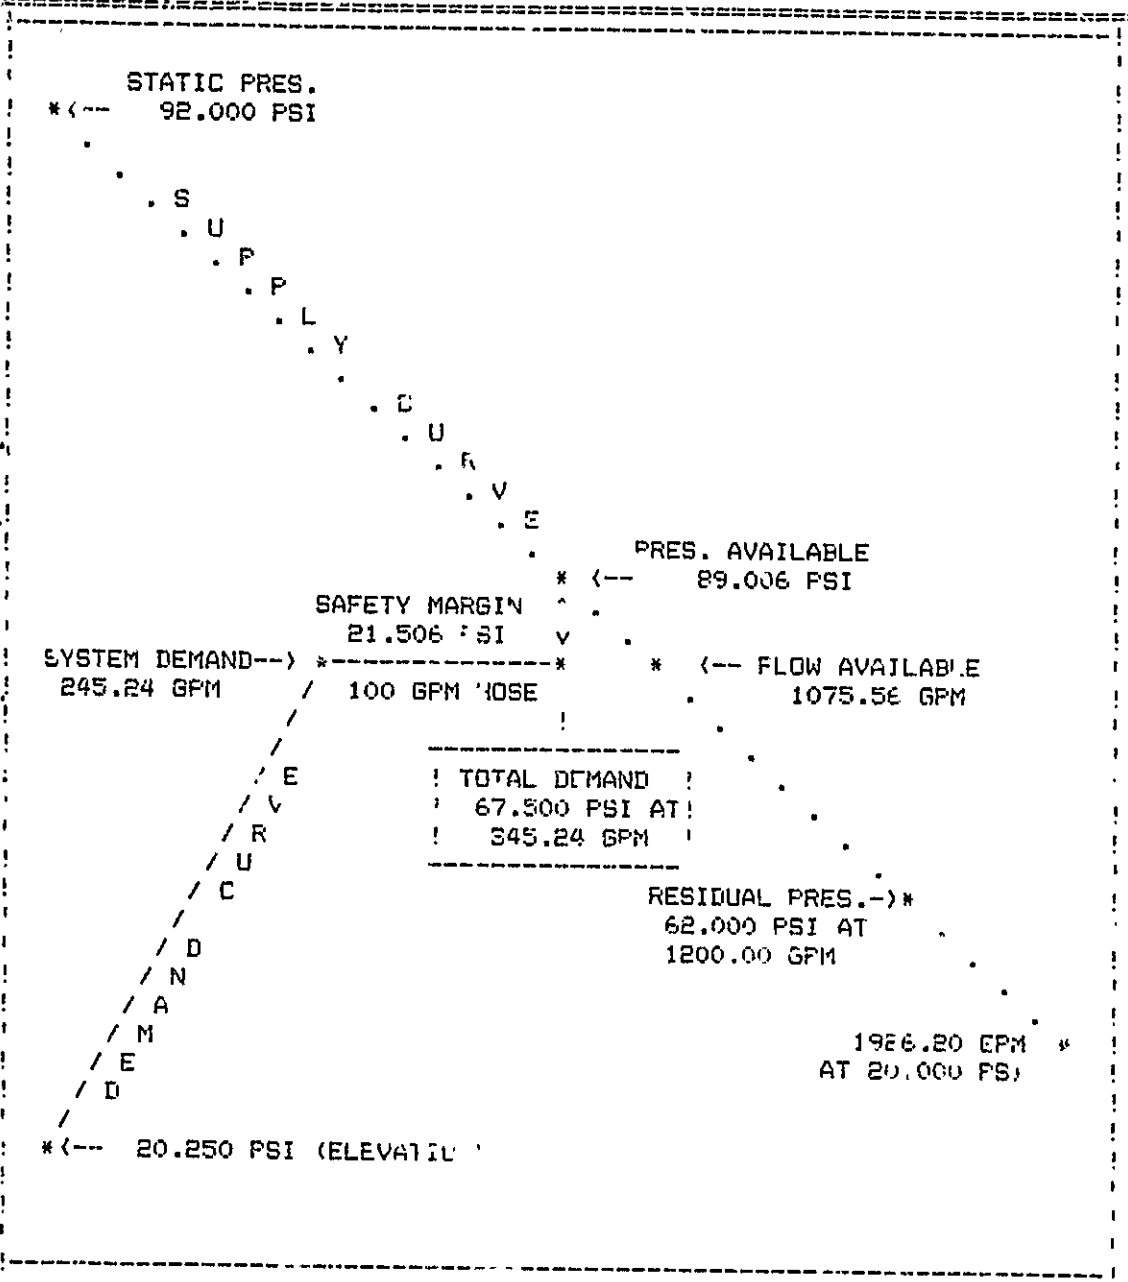 STATIC PRES.
*<-- 92.000 PSI
SUPPLY CURVE
PRES. AVAILABLE
* <-- 89.006 PSI
SAFETY MARGIN
21.506 PSI
SYSTEM DEMAND--> *---------------* * <-- FLOW AVAILABLE
245.24 GPM / 100 GPM HOSE 1075.56 GPM
DEMAND CURVE
! TOTAL DEMAND !
! 67.500 PSI AT!
! 345.24 GPM !
RESIDUAL PRES.->*
62.000 PSI AT
1200.00 GPM
GPM *
AT 20.000 PSI
*<-- 20.250 PSI